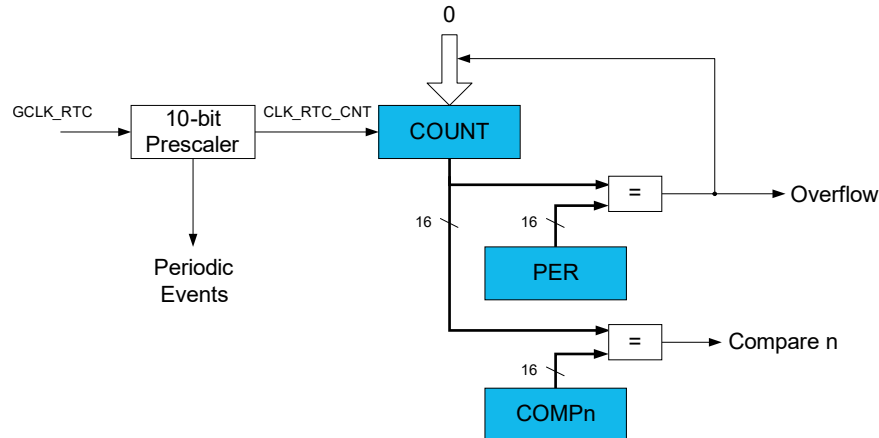 0
GCLK_RTC
10-bit
Prescaler
CLK_RTC_CNT
COUNT
=
Overflow
16
16
Periodic
Events
PER
=
Compare n
16
COMPn